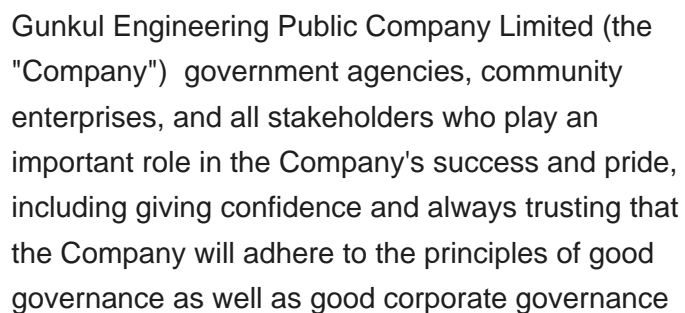 Gunkul Engineering Public Company Limited (the
"Company")  government agencies, community
enterprises, and all stakeholders who play an
important role in the Company's success and pride,
including giving confidence and always trusting that
the Company will adhere to the principles of good
governance as well as good corporate governance